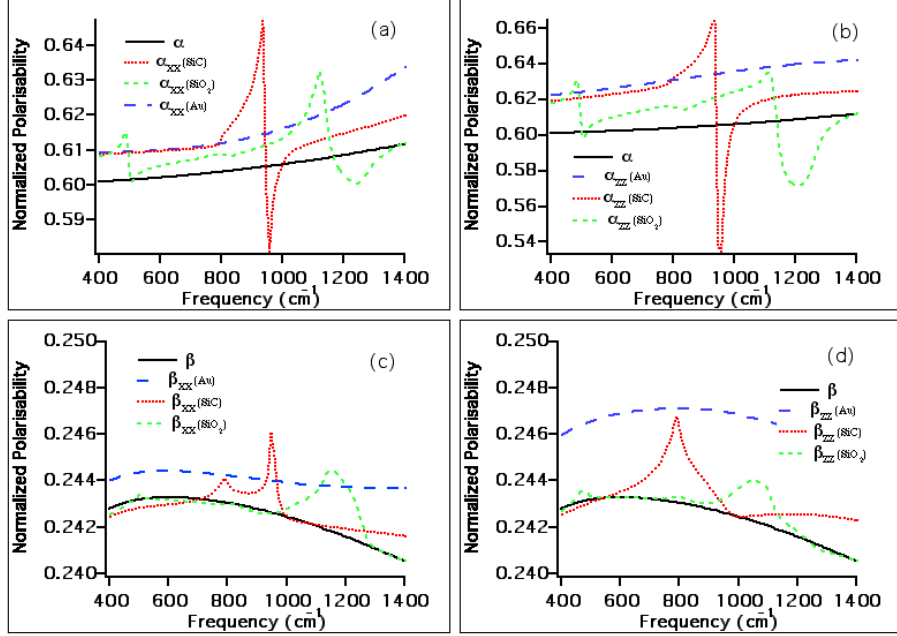 (a)
Normalized Polarisability
0.64
0.63
0.62
0.61
0.60
0.59
α
αXX(SiC)
αXX(SiO2)
αXX(Au)
400 600 800 1000 1200 1400
Frequency (cm-1)
(b)
Normalized Polarisability
0.66
0.64
0.62
0.60
0.58
0.56
0.54
α
αZZ(Au)
αZZ(SiC)
αZZ(SiO2)
400 600 800 1000 1200 1400
Frequency (cm-1)
(c)
Normalized Polarisability
0.250
0.248
0.246
0.244
0.242
0.240
β
βXX(Au)
βXX(SiC)
βXX(SiO2)
400 600 800 1000 1200 1400
Frequency (cm-1)
(d)
Normalized Polarisability
0.250
0.248
0.246
0.244
0.242
0.240
β
βZZ(Au)
βZZ(SiC)
βZZ(SiO2)
400 600 800 1000 1200 1400
Frequency (cm-1)